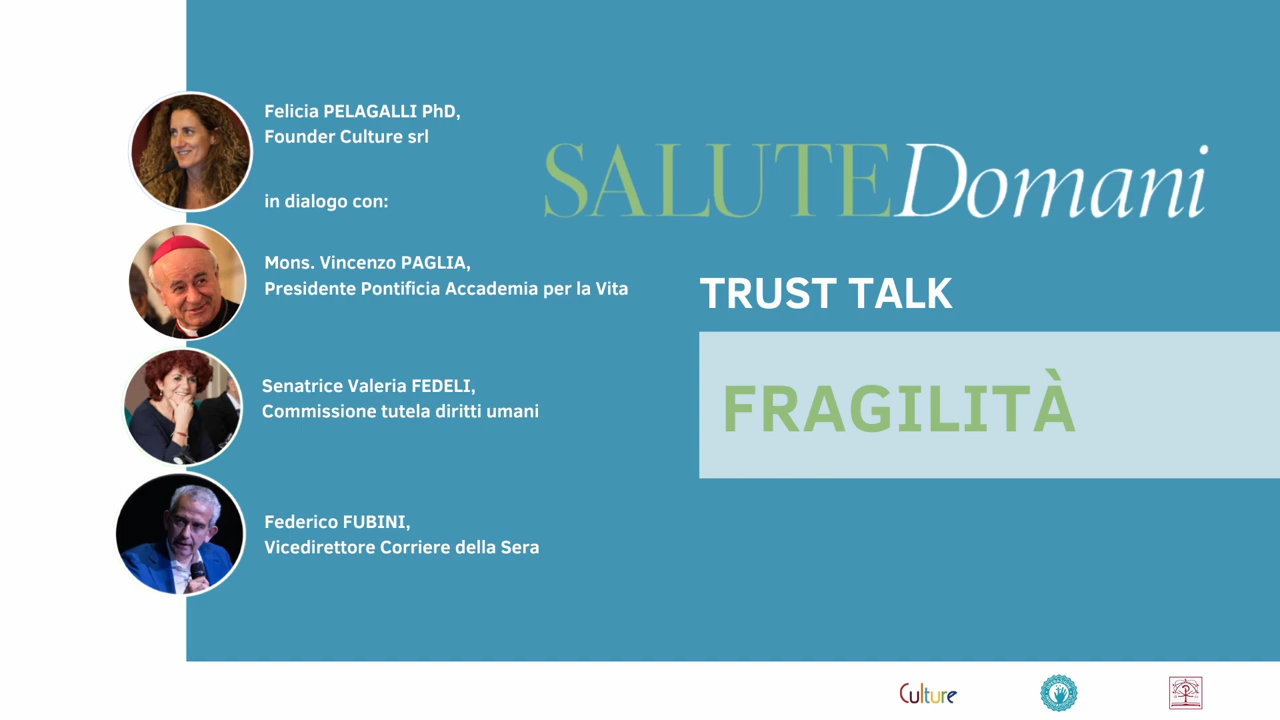 Felicia PELAGALLI PhD,
Founder Culture srl
in dialogo con:
Mons. Vincenzo PAGLIA,
Presidente Pontificia Accademia per la Vita
Senatrice Valeria FEDELI,
Commissione tutela diritti umani
Federico FUBINI,
Vicedirettore Corriere della Sera
SALUTEDomani
TRUST TALK
FRAGILITÀ
Culture